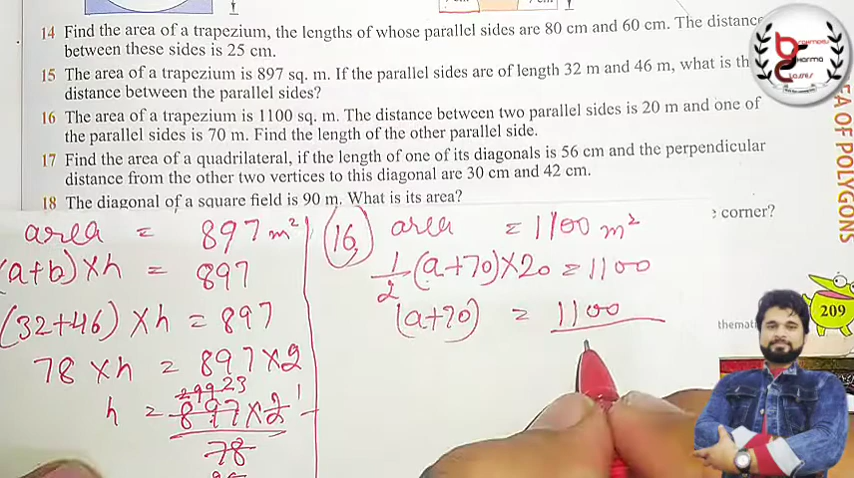 14 Find the area of a trapezium, the lengths of whose parallel sides are 80 cm and 60 cm. The distance
between these sides is 25 cm.
15 The area of a trapezium is 897 sq. m. If the parallel sides are of length 32 m and 46 m, what is th
distance between the parallel sides?
16 The area of a trapezium is 1100 sq. m. The distance between two parallel sides is 20 m and one of
the parallel sides is 70 m. Find the length of the other parallel side.
17 Find the area of a quadrilateral, if the length of one of its diagonals is 56 cm and the perpendicular
distance from the other two vertices to this diagonal are 30 cm and 42 cm.
18 The diagonal of a square field is 90 m. What is its area?
: corner?
EA OF POLYGONS
209
themat
area = 897 m²
(a+b) × h = 897
(32+46) × h = 897
78 × h = 897 × 2
299 23
h = 897 × 2 1
78
16, area = 1100 m²
1/2 (a+70) × 20 = 1100
(a+70) = 1100